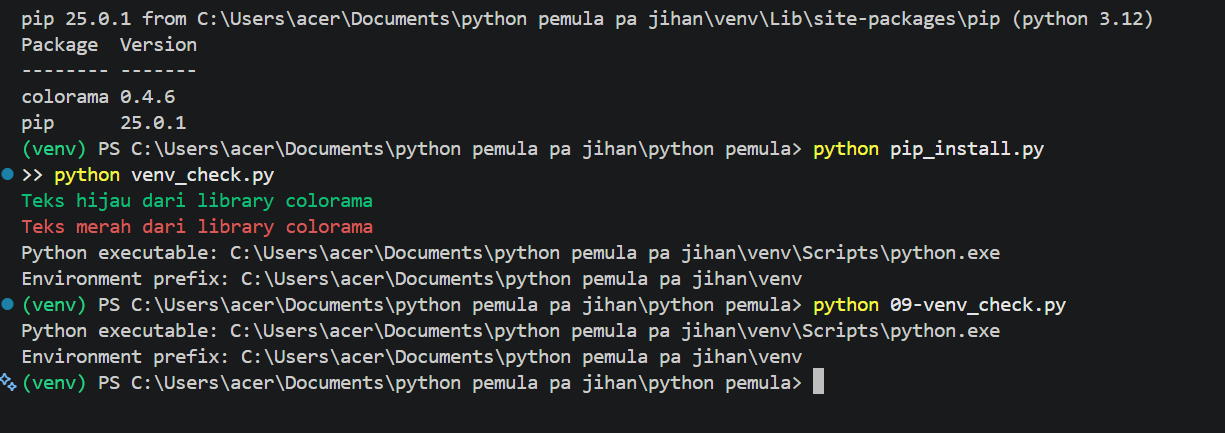 pip 25.0.1 from C:\Users\acer\Documents\python pemula pa jihan\venv\Lib\site-packages\pip (python 3.12)
Package  Version
-------- -------
colorama 0.4.6
pip      25.0.1
(venv) PS C:\Users\acer\Documents\python pemula pa jihan\python pemula> python pip_install.py
>> python venv_check.py
Teks hijau dari library colorama
Teks merah dari library colorama
Python executable: C:\Users\acer\Documents\python pemula pa jihan\venv\Scripts\python.exe
Environment prefix: C:\Users\acer\Documents\python pemula pa jihan\venv
(venv) PS C:\Users\acer\Documents\python pemula pa jihan\python pemula> python 09-venv_check.py
Python executable: C:\Users\acer\Documents\python pemula pa jihan\venv\Scripts\python.exe
Environment prefix: C:\Users\acer\Documents\python pemula pa jihan\venv
(venv) PS C:\Users\acer\Documents\python pemula pa jihan\python pemula>